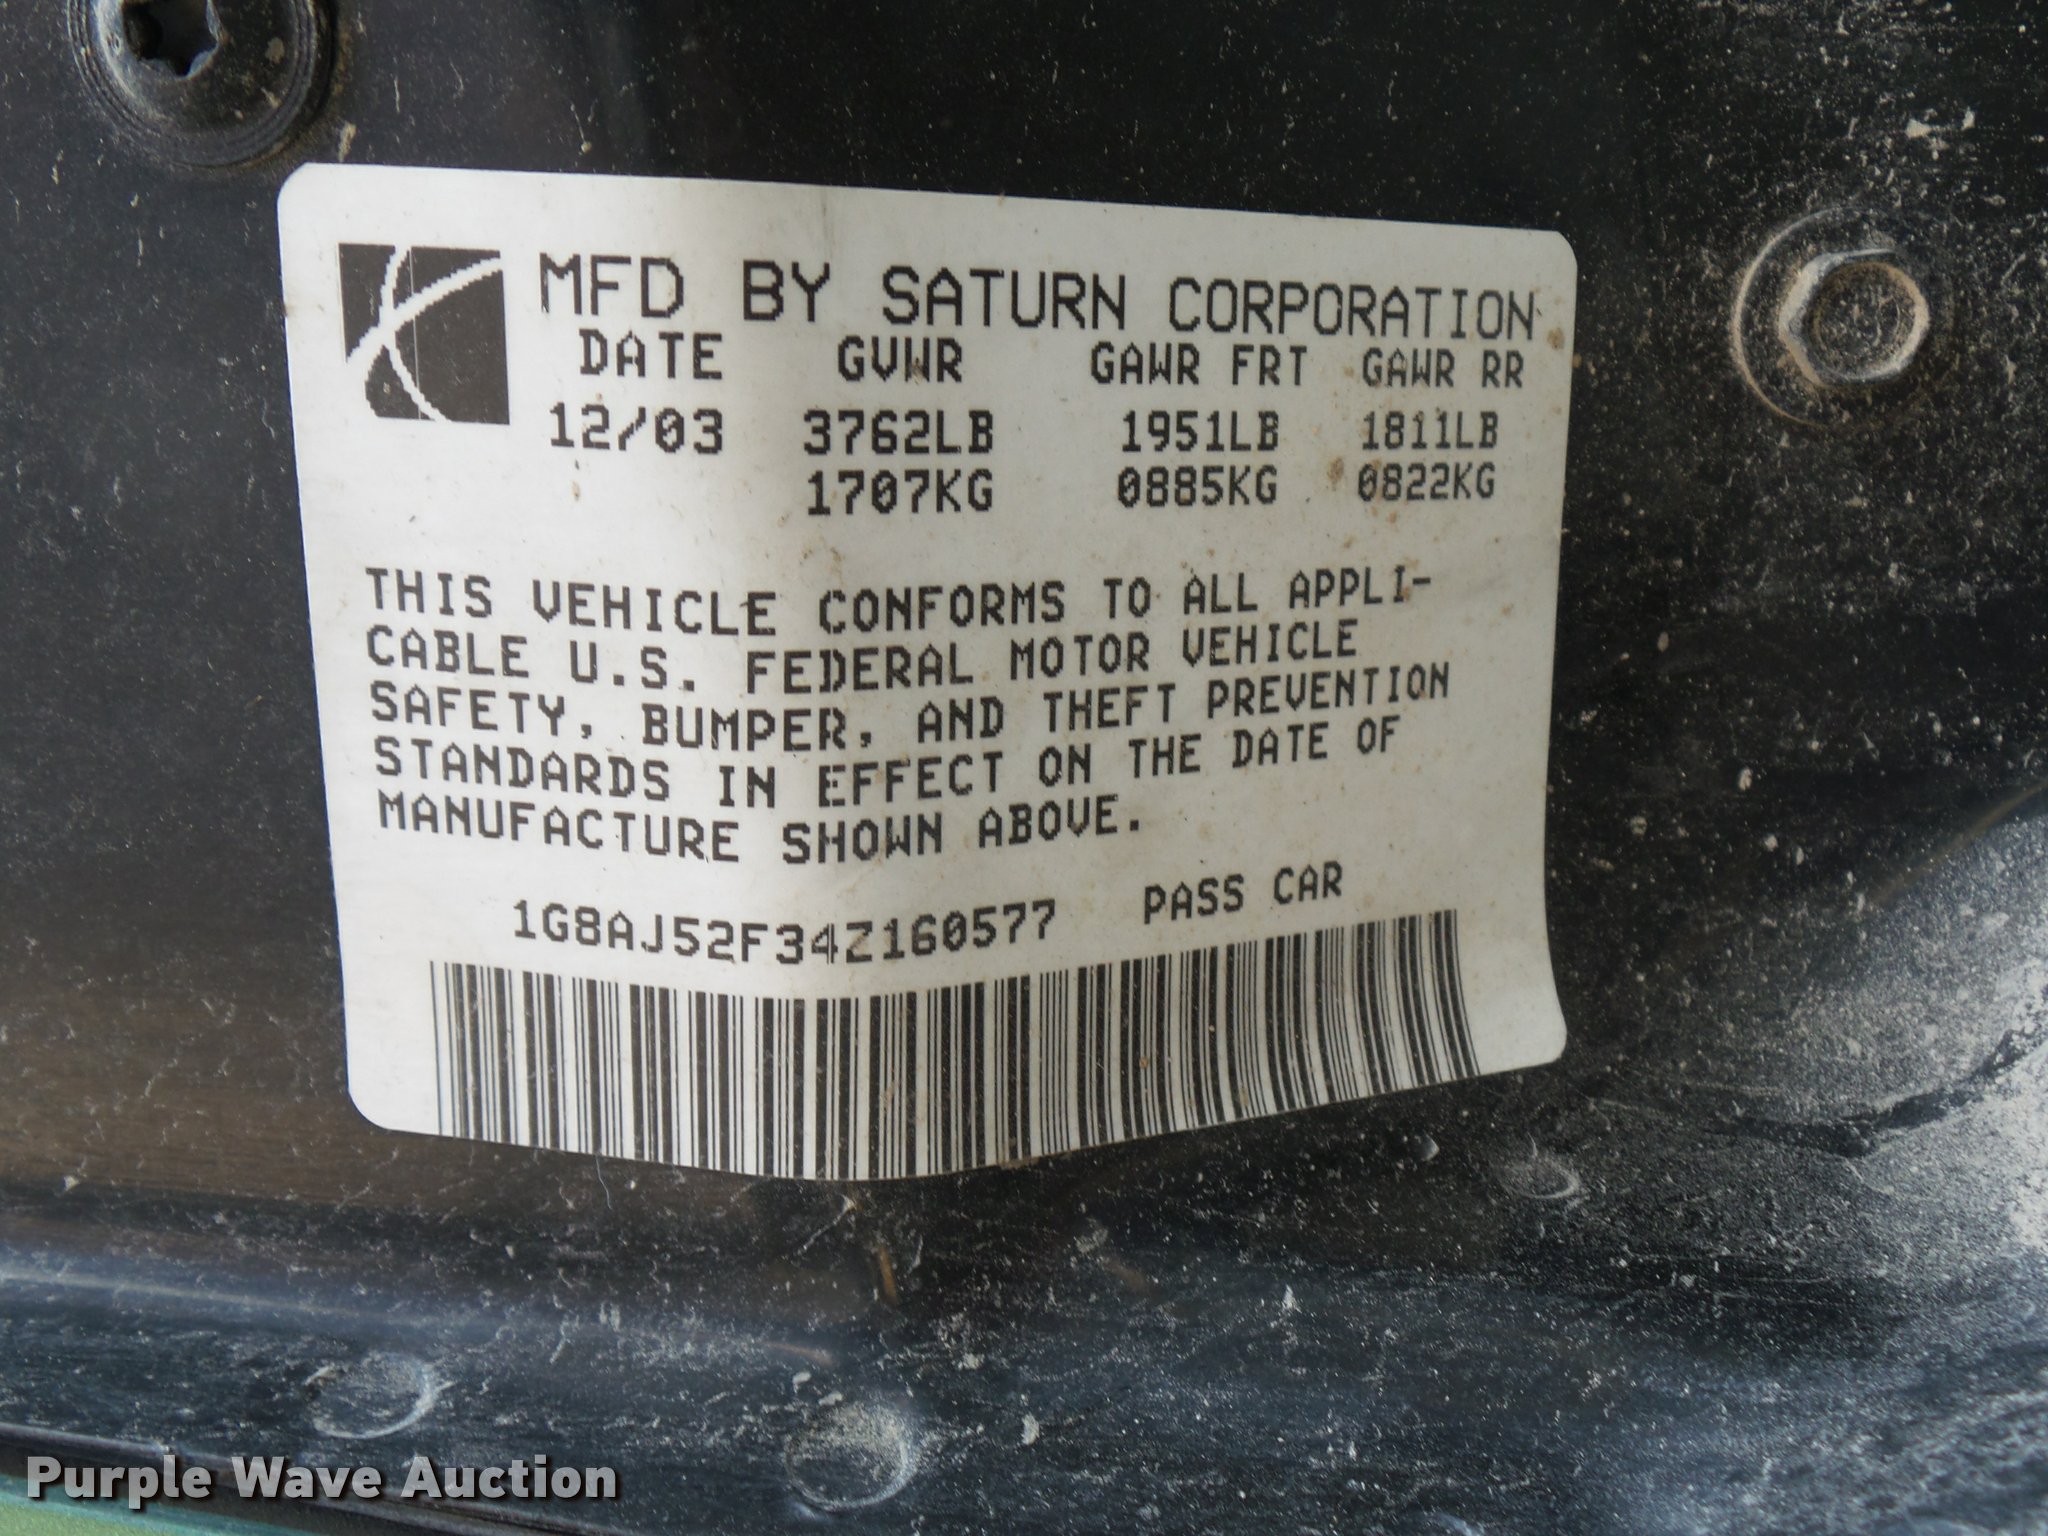 MFD BY SATURN CORPORATION
DATE GVWR GAWR FRT GAWR RR
12/03 3762LB 1951LB 1811LB
1707KG 0885KG 0822KG
THIS VEHICLE CONFORMS TO ALL APPLI-
CABLE U.S. FEDERAL MOTOR VEHICLE
SAFETY, BUMPER, AND THEFT PREVENTION
STANDARDS IN EFFECT ON THE DATE OF
MANUFACTURE SHOWN ABOVE.
1G8AJ52F34Z160577 PASS CAR
Purple Wave Auction